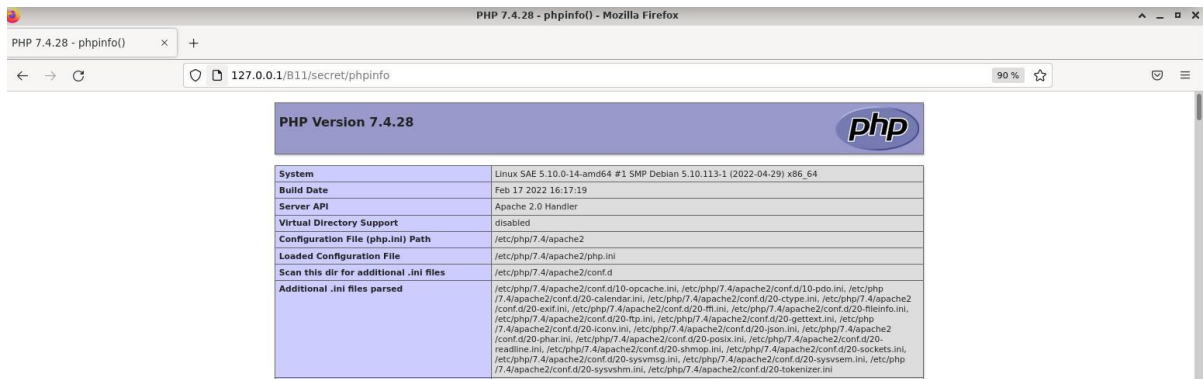 PHP 7.4.28 - phpinfo() - Mozilla Firefox
PHP 7.4.28 - phpinfo()
127.0.0.1/B11/secret/phpinfo
90 %
PHP Version 7.4.28
php
System Linux SAE 5.10.0-14-amd64 #1 SMP Debian 5.10.113-1 (2022-04-29) x86_64
Build Date Feb 17 2022 16:17:19
Server API Apache 2.0 Handler
Virtual Directory Support disabled
Configuration File (php.ini) Path /etc/php/7.4/apache2
Loaded Configuration File /etc/php/7.4/apache2/php.ini
Scan this dir for additional .ini files /etc/php/7.4/apache2/conf.d
Additional .ini files parsed /etc/php/7.4/apache2/conf.d/10-opcache.ini, /etc/php/7.4/apache2/conf.d/10-pdo.ini, /etc/php
/7.4/apache2/conf.d/20-calendar.ini, /etc/php/7.4/apache2/conf.d/20-ctype.ini, /etc/php/7.4/apache2
/conf.d/20-exif.ini, /etc/php/7.4/apache2/conf.d/20-ffi.ini, /etc/php/7.4/apache2/conf.d/20-fileinfo.ini,
/etc/php/7.4/apache2/conf.d/20-ftp.ini, /etc/php/7.4/apache2/conf.d/20-gettext.ini, /etc/php
/7.4/apache2/conf.d/20-iconv.ini, /etc/php/7.4/apache2/conf.d/20-json.ini, /etc/php/7.4/apache2
/conf.d/20-phar.ini, /etc/php/7.4/apache2/conf.d/20-posix.ini, /etc/php/7.4/apache2/conf.d/20-
readline.ini, /etc/php/7.4/apache2/conf.d/20-shmop.ini, /etc/php/7.4/apache2/conf.d/20-sockets.ini,
/etc/php/7.4/apache2/conf.d/20-sysvmsg.ini, /etc/php/7.4/apache2/conf.d/20-sysvsem.ini, /etc/php
/7.4/apache2/conf.d/20-sysvshm.ini, /etc/php/7.4/apache2/conf.d/20-tokenizer.ini